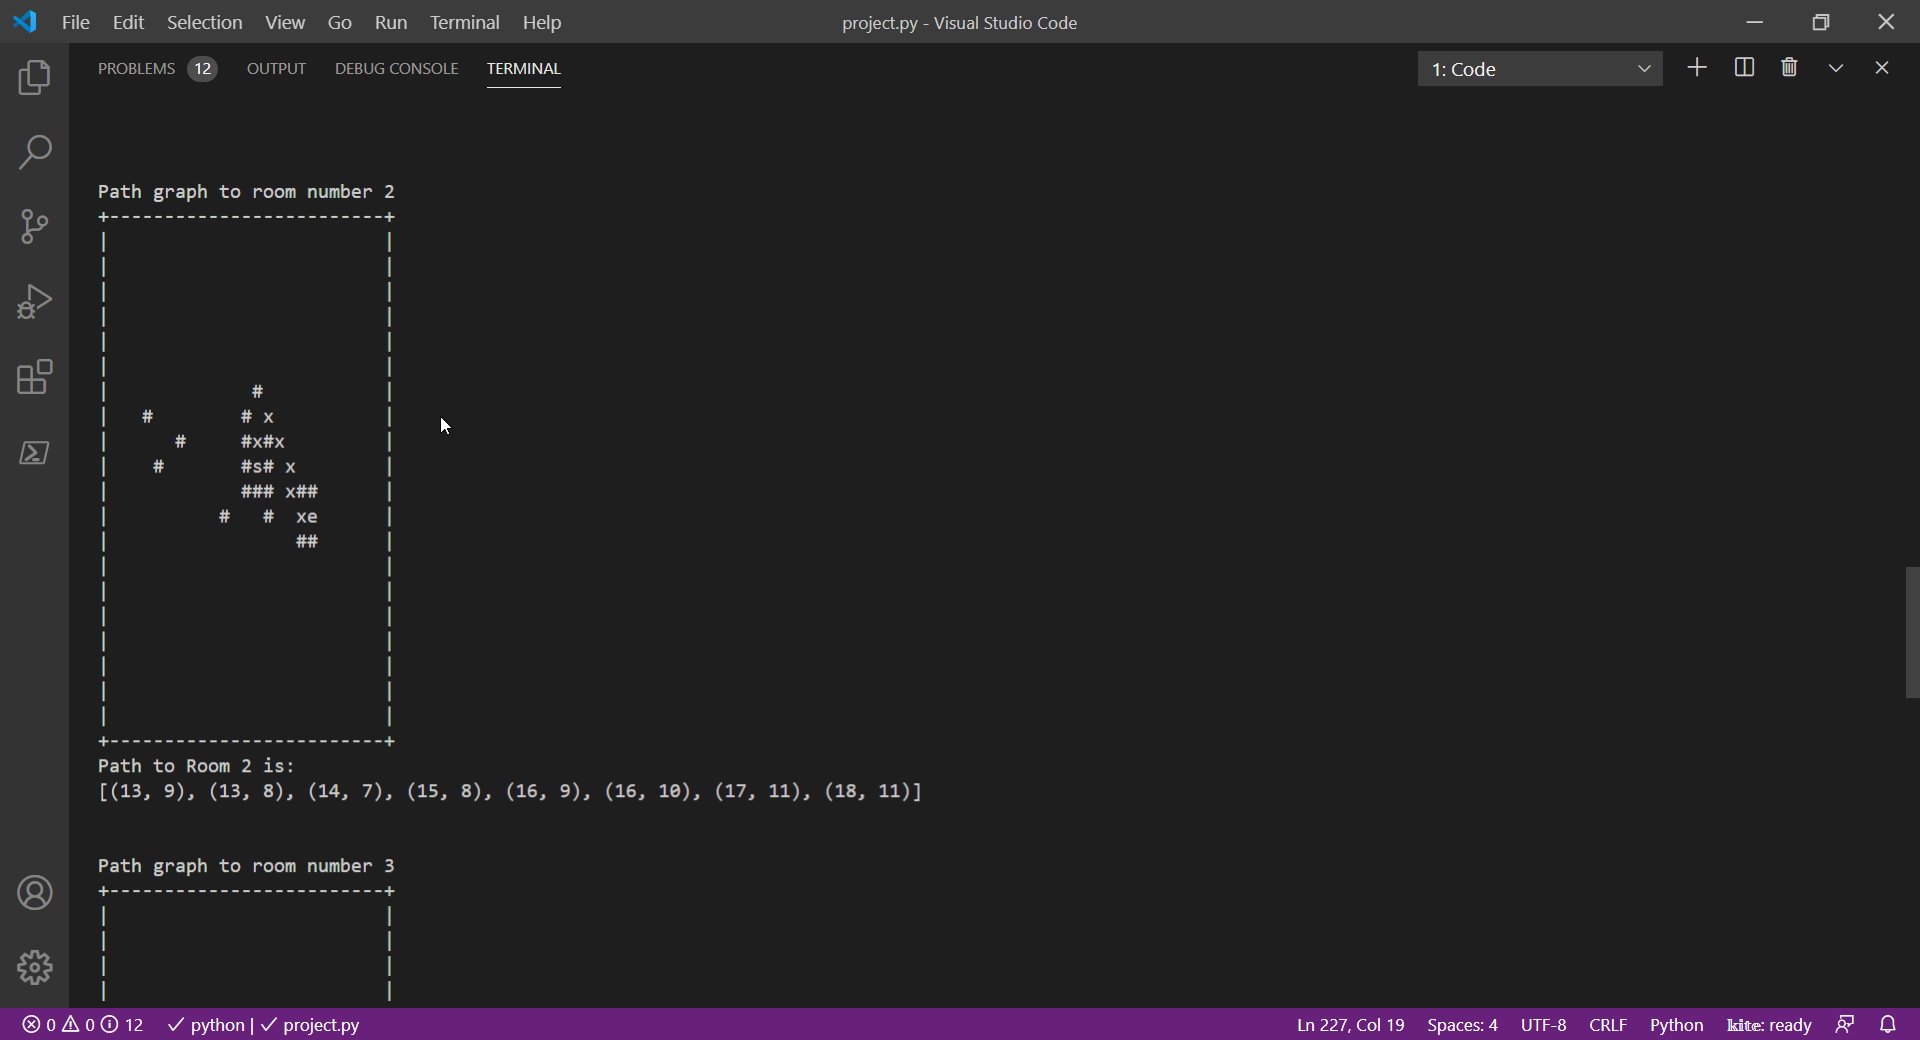 File Edit Selection View Go Run Terminal Help
project.py - Visual Studio Code
PROBLEMS 12 OUTPUT DEBUG CONSOLE TERMINAL
1: Code
Path graph to room number 2
+-------------------------+
|                         |
|                         |
|                         |
|                         |
|                         |
|                         |
|             #           |
|   #        # x          |
|      #     #x#x         |
|    #       #s# x        |
|            ### x##      |
|          #   #  xe      |
|                 ##      |
|                         |
|                         |
|                         |
|                         |
|                         |
|                         |
|                         |
+-------------------------+
Path to Room 2 is:
[(13, 9), (13, 8), (14, 7), (15, 8), (16, 9), (16, 10), (17, 11), (18, 11)]
Path graph to room number 3
+-------------------------+
|                         |
|                         |
|                         |
|                         |
0 0 12 python | project.py
Ln 227, Col 19 Spaces: 4 UTF-8 CRLF Python kite: ready